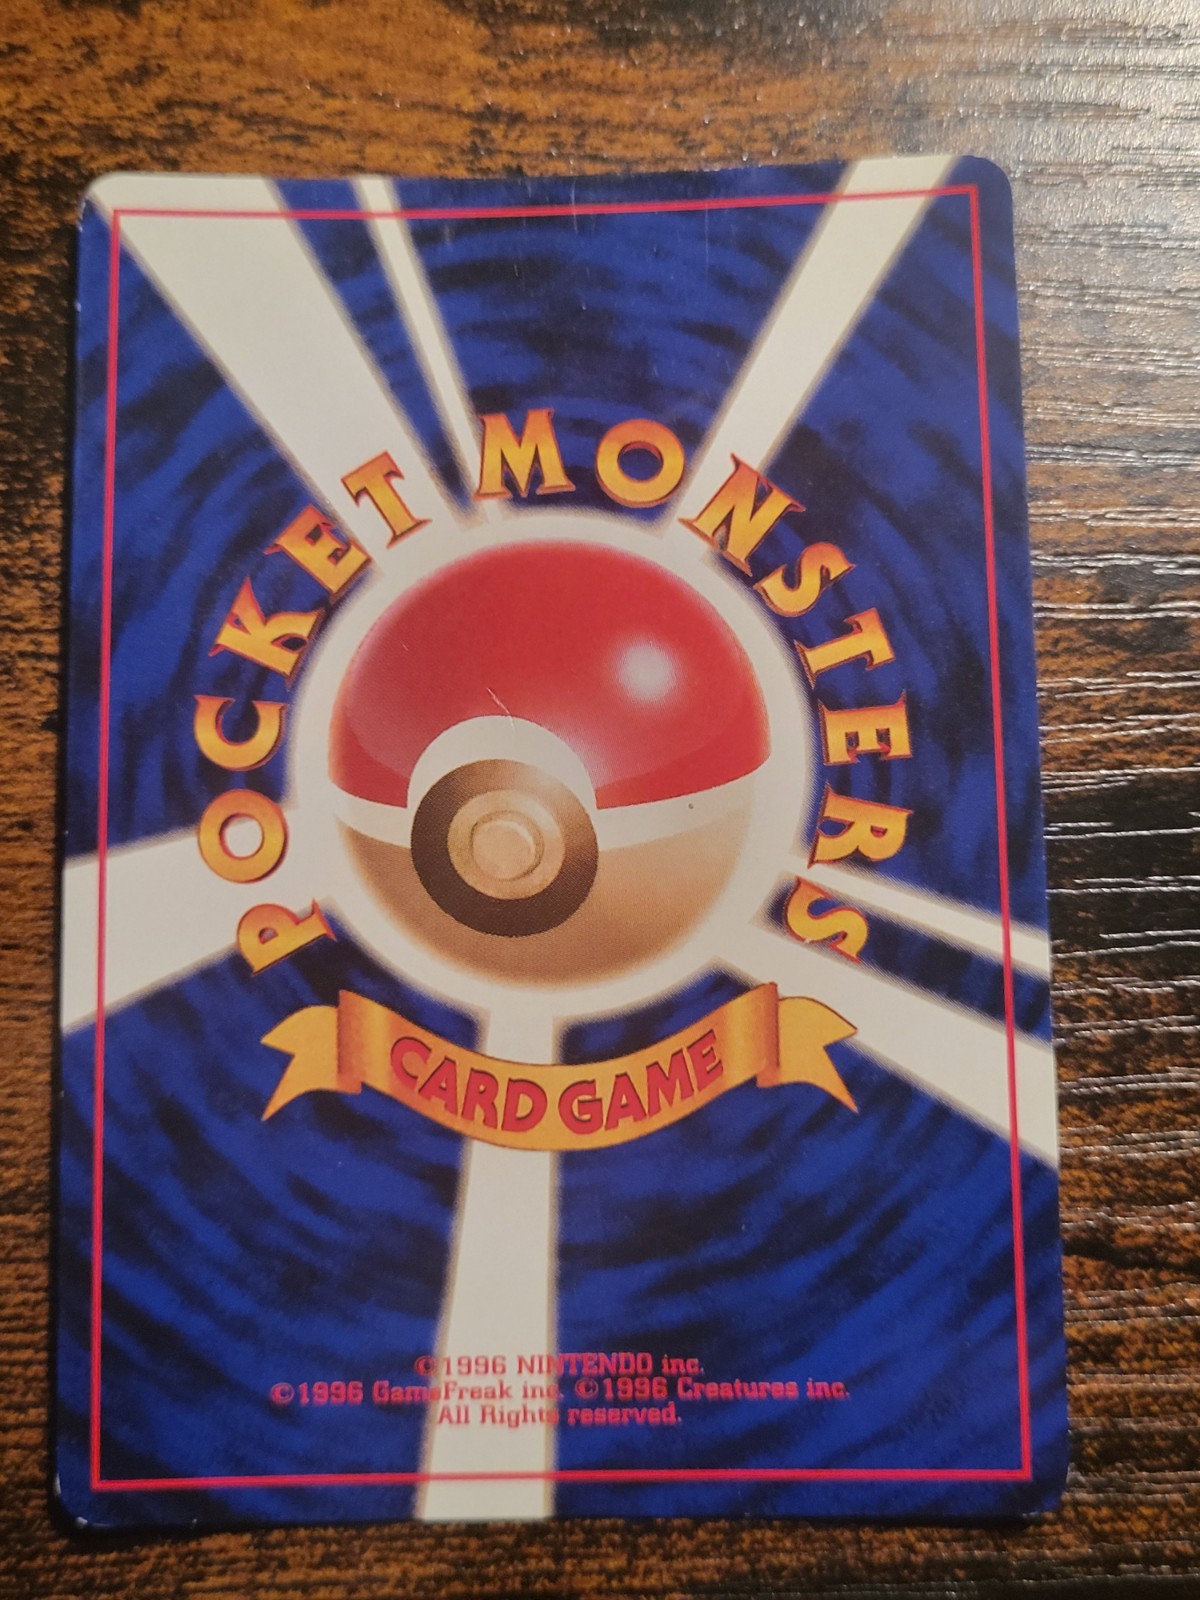 POCKET MONSTERS
CARD GAME
©1996 NINTENDO inc.
©1996 GameFreak inc. ©1996 Creatures inc.
All Rights reserved.